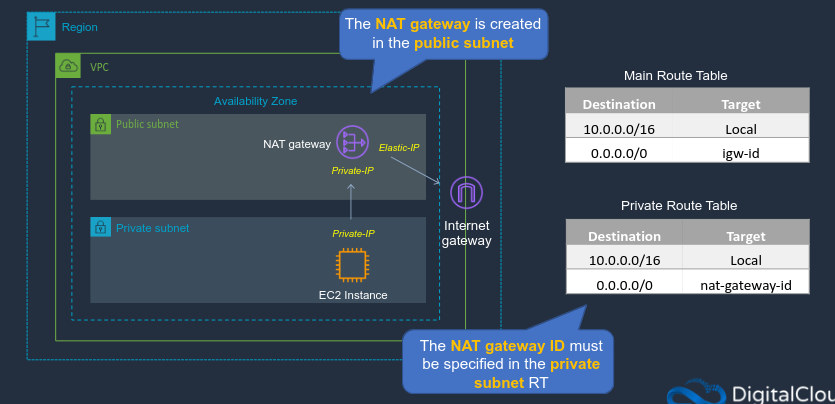 Region
The NAT gateway is created
in the public subnet
VPC
Availability Zone
Public subnet
NAT gateway
Elastic-IP
Private-IP
Private subnet
Private-IP
EC2 Instance
Internet
gateway
Main Route Table
Destination Target
10.0.0.0/16 Local
0.0.0.0/0 igw-id
Private Route Table
Destination Target
10.0.0.0/16 Local
0.0.0.0/0 nat-gateway-id
The NAT gateway ID must
be specified in the private
subnet RT
DigitalClou